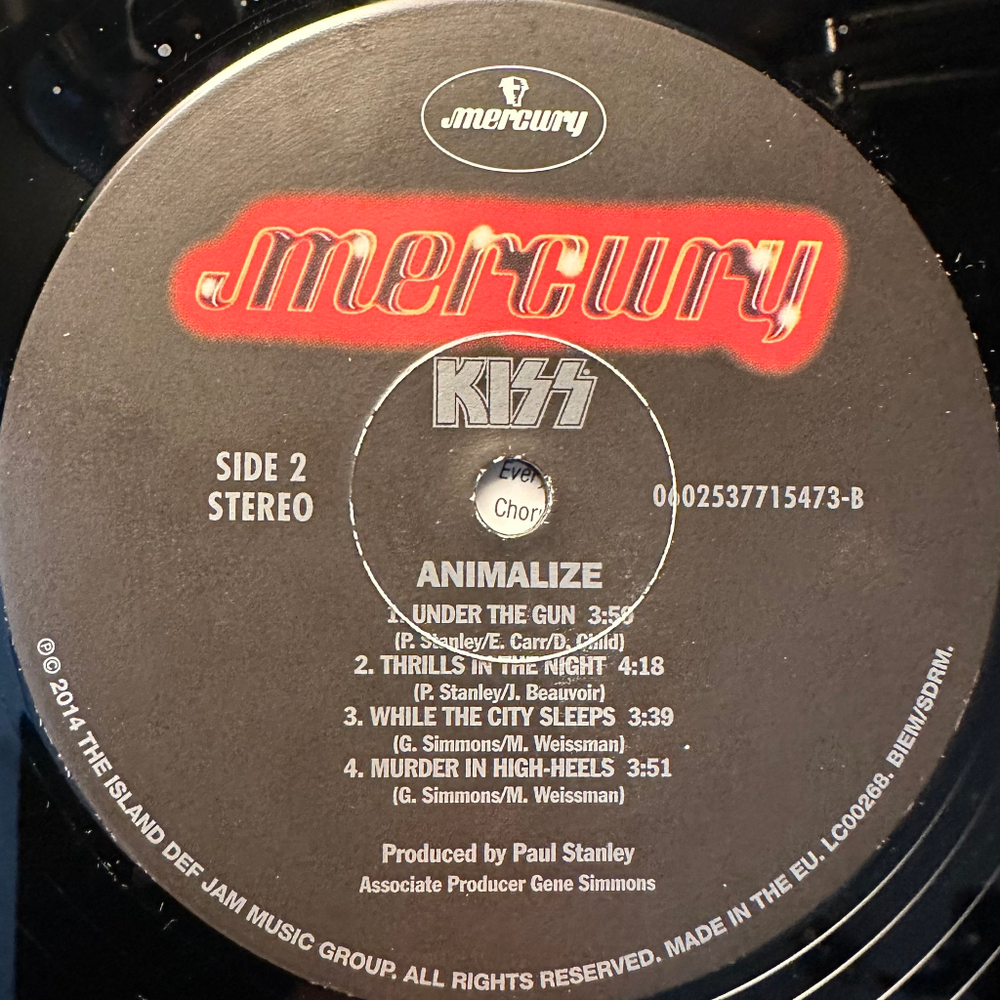 mercury
mercury
KISS
SIDE 2
STEREO
0602537715473-B
Chor
ANIMALIZE
1. UNDER THE GUN 3:59
(P. Stanley/E. Carr/D. Child)
2. THRILLS IN THE NIGHT 4:18
(P. Stanley/J. Beauvoir)
3. WHILE THE CITY SLEEPS 3:39
(G. Simmons/M. Weissman)
4. MURDER IN HIGH-HEELS 3:51
(G. Simmons/M. Weissman)
Produced by Paul Stanley
Associate Producer Gene Simmons
℗© 2014 THE ISLAND DEF JAM MUSIC GROUP. ALL RIGHTS RESERVED. MADE IN THE EU. LC00268. BIEM/SDRM.